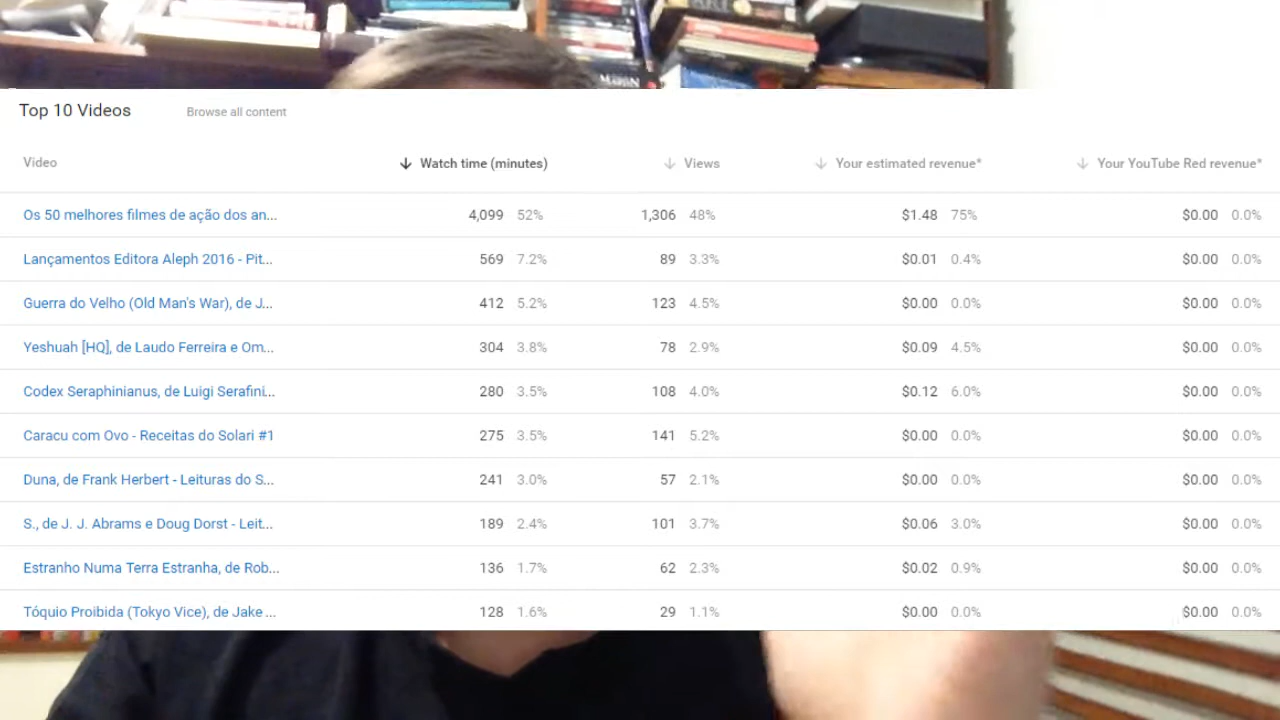 Top 10 Videos Browse all content
Video Watch time (minutes) Views Your estimated revenue* Your YouTube Red revenue*
Os 50 melhores filmes de ação dos an... 4,099 52% 1,306 48% $1.48 75% $0.00 0.0%
Lançamentos Editora Aleph 2016 - Pit... 569 7.2% 89 3.3% $0.01 0.4% $0.00 0.0%
Guerra do Velho (Old Man's War), de J... 412 5.2% 123 4.5% $0.00 0.0% $0.00 0.0%
Yeshuah [HQ], de Laudo Ferreira e Om... 304 3.8% 78 2.9% $0.09 4.5% $0.00 0.0%
Codex Seraphinianus, de Luigi Serafini... 280 3.5% 108 4.0% $0.12 6.0% $0.00 0.0%
Caracu com Ovo - Receitas do Solari #1 275 3.5% 141 5.2% $0.00 0.0% $0.00 0.0%
Duna, de Frank Herbert - Leituras do S... 241 3.0% 57 2.1% $0.00 0.0% $0.00 0.0%
S., de J. J. Abrams e Doug Dorst - Leit... 189 2.4% 101 3.7% $0.06 3.0% $0.00 0.0%
Estranho Numa Terra Estranha, de Rob... 136 1.7% 62 2.3% $0.02 0.9% $0.00 0.0%
Tóquio Proibida (Tokyo Vice), de Jake ... 128 1.6% 29 1.1% $0.00 0.0% $0.00 0.0%